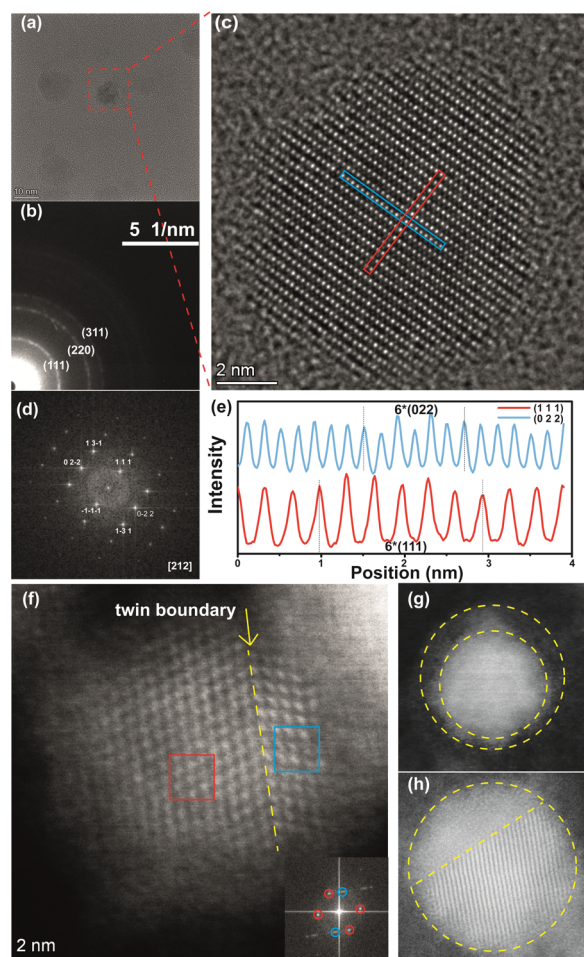 (a)
10 nm
(b)
5 1/nm
(311)
(220)
(111)
(c)
2 nm
(d)
1 3-1
0 2-2
1 1 1
-1-1-1
0-2 2
1-3 1
[212]
(e)
6*(022)
(1 1 1)
(0 2 2)
Intensity
6*(111)
0 1 2 3 4
Position (nm)
(f)
twin boundary
2 nm
(g)
(h)